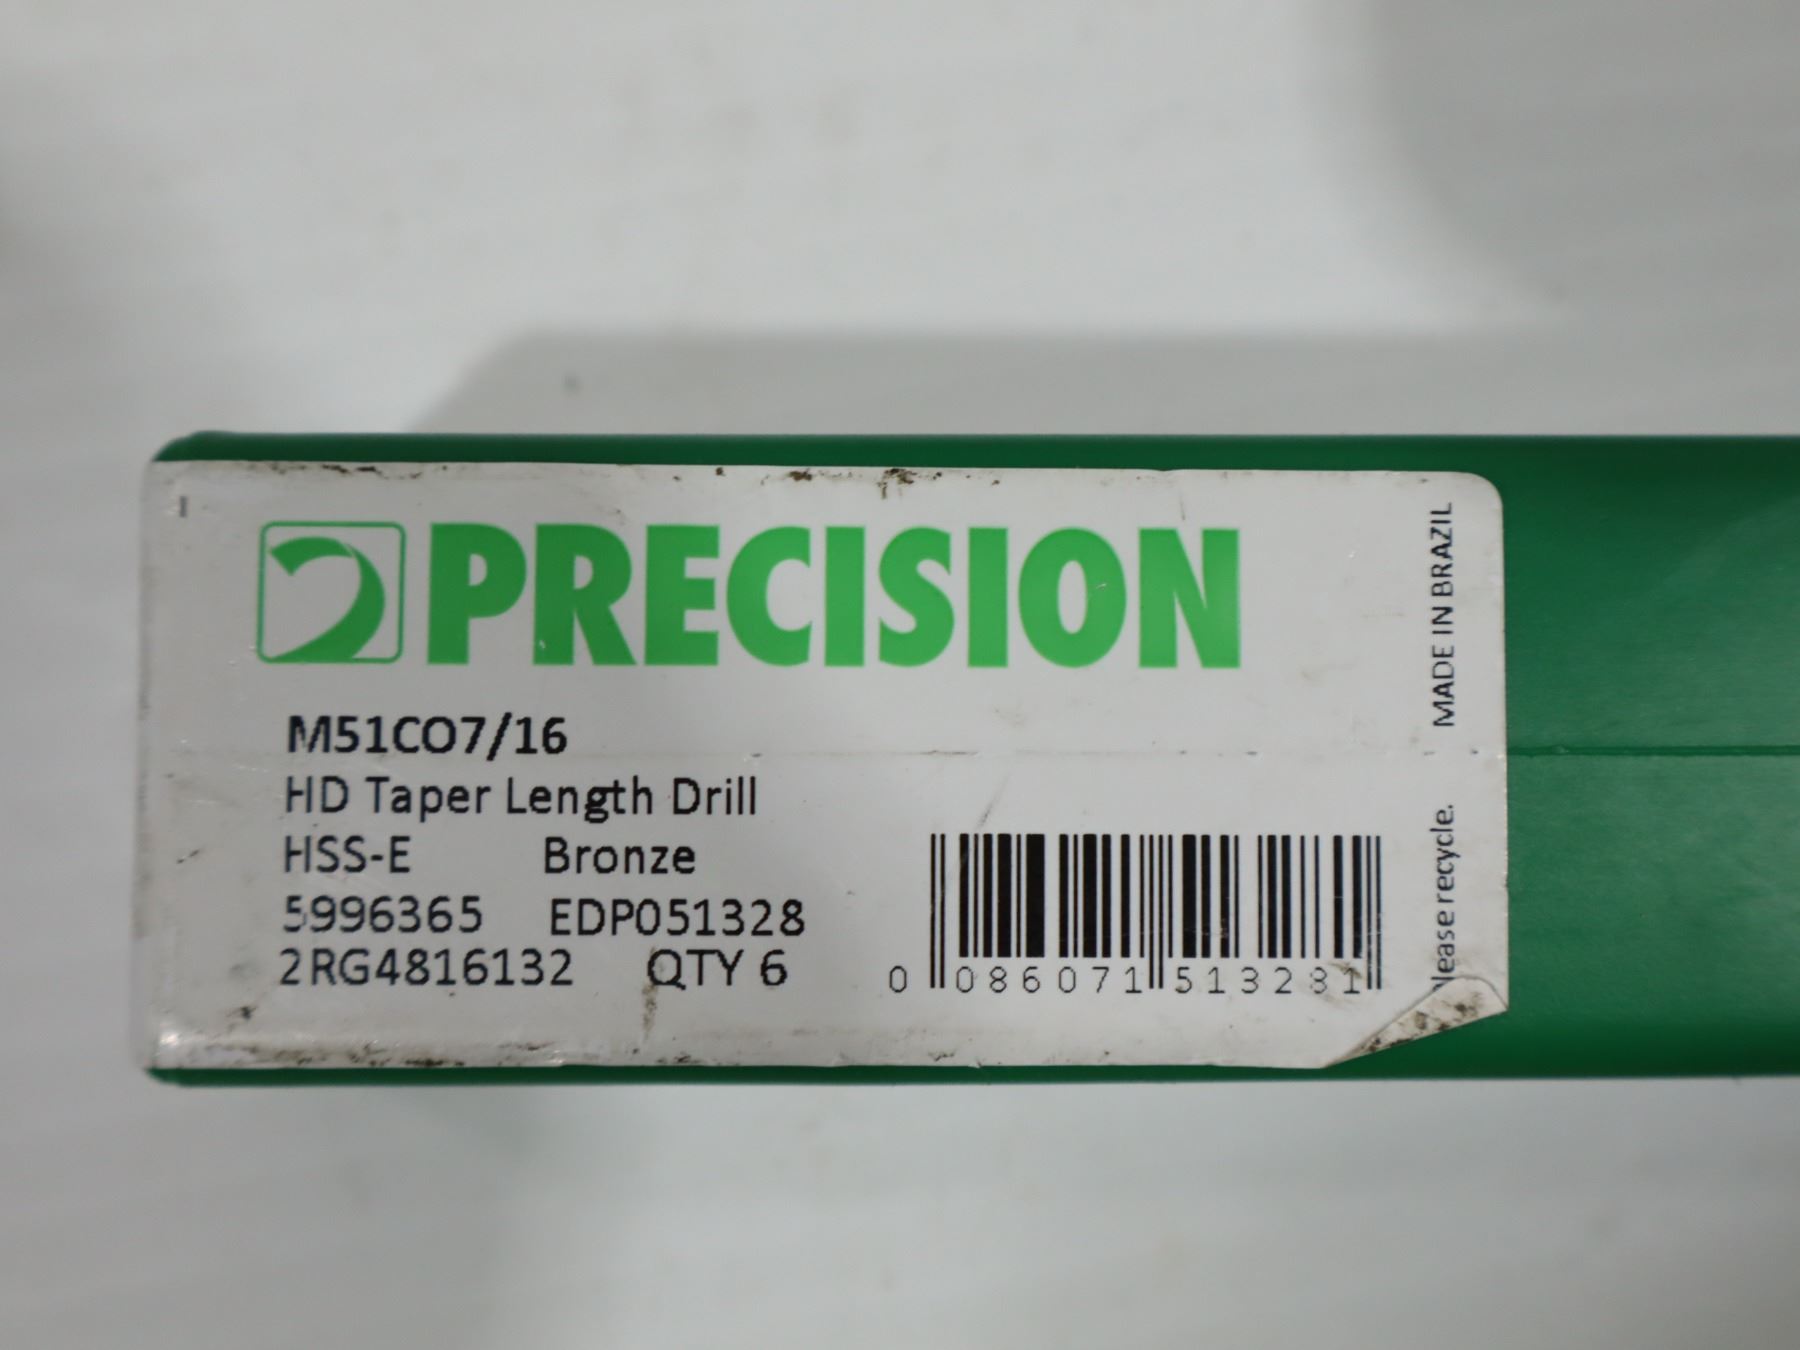 PRECISION
M51CO7/16
HD Taper Length Drill
HSS-E Bronze
5996365 EDP051328
2RG4816132 QTY 6
0 086071 513281
MADE IN BRAZIL
lease recycle.